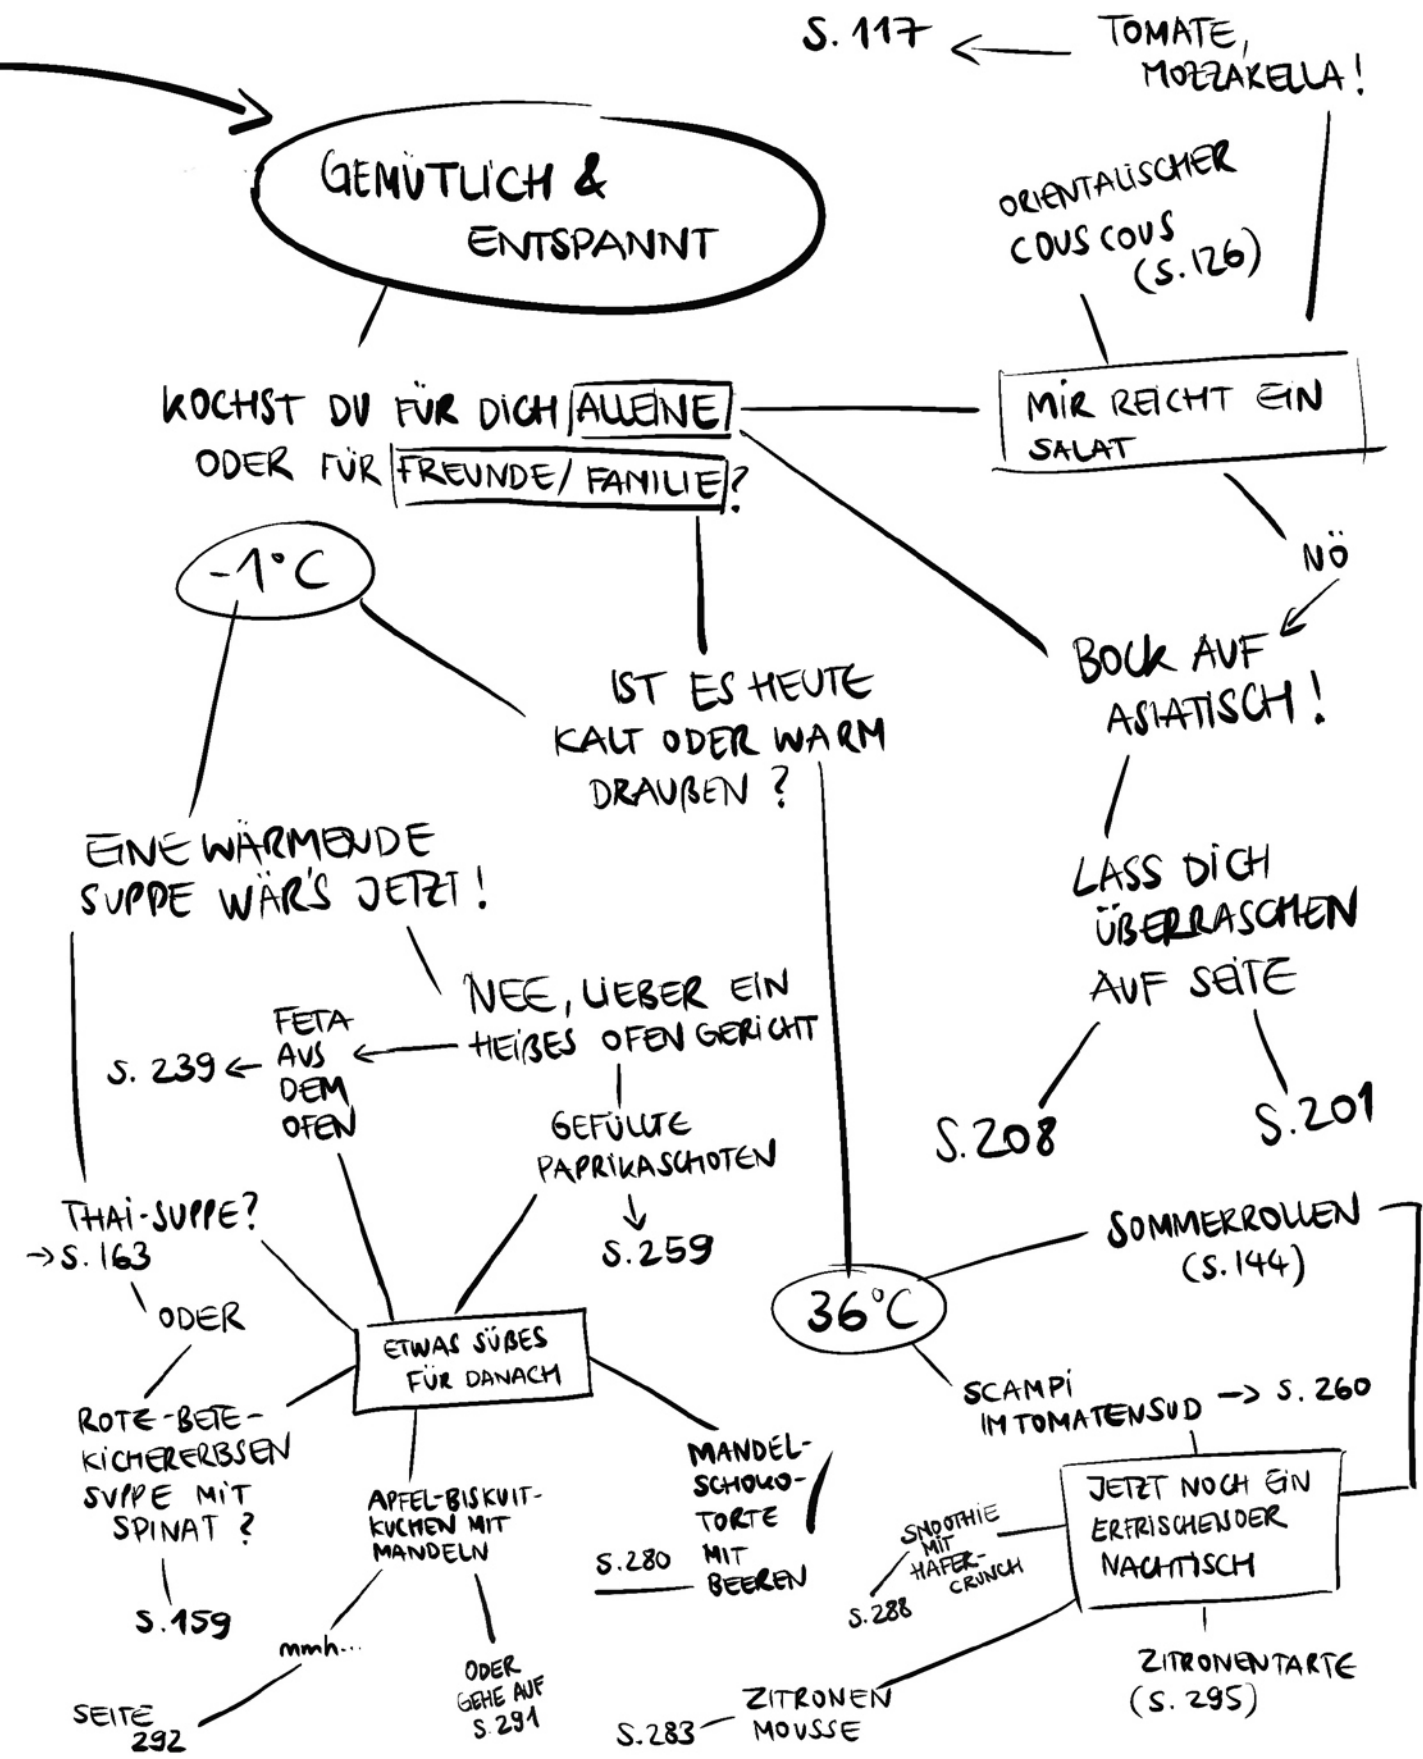 S. 117
TOMATE,
MOZZARELLA!
GEMÜTLICH &
ENTSPANNT
ORIENTALISCHER
COUS COUS
(S. 126)
KOCHST DU FÜR DICH ALLEINE
ODER FÜR FREUNDE/ FAMILIE?
MIR REICHT EIN
SALAT
NÖ
-1°C
BOCK AUF
ASIATISCH!
IST ES HEUTE
KALT ODER WARM
DRAUßEN?
EINE WÄRMENDE
SUPPE WÄR'S JETZT!
LASS DICH
ÜBERRASCHEN
AUF SEITE
S. 208
S. 201
NEE, LIEBER EIN
HEIßES OFEN GERICHT
FETA
AUS
DEM
OFEN
S. 239
GEFÜLLTE
PAPRIKASCHOTEN
S. 259
THAI-SUPPE?
→ S. 163
ODER
ROTE-BETE-
KICHERERBSEN
SUPPE MIT
SPINAT?
S. 159
ETWAS SÜßES
FÜR DANACH
36°C
SOMMERROLLEN
(S. 144)
SCAMPI
IM TOMATENSUD → S. 260
APFEL-BISKUIT-
KUCHEN MIT
MANDELN
mmh...
SEITE
292
ODER
GEHE AUF
S. 291
MANDEL-
SCHOKO-
TORTE
MIT
BEEREN
S. 280
JETZT NOCH EIN
ERFRISCHENDER
NACHTISCH
SMOOTHIE
MIT
HAFER-
CRUNCH
S. 288
ZITRONEN
MOUSSE
S. 283
ZITRONENTARTE
(S. 295)